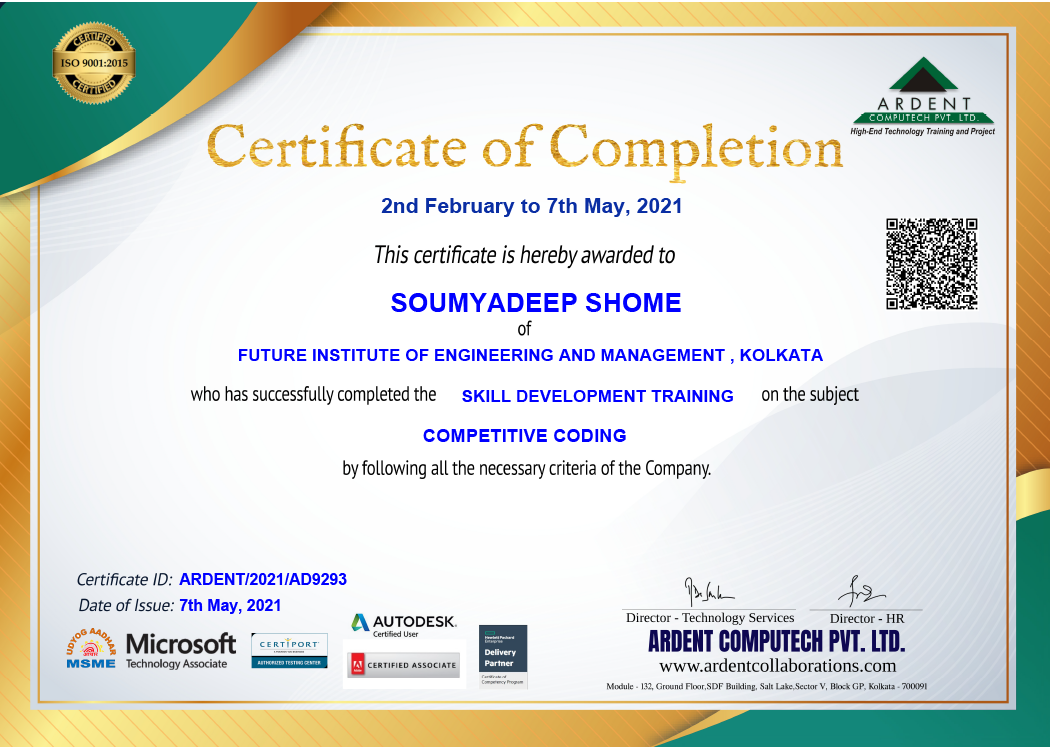 CERTIFIED
ISO 9001:2015
CERTIFIED
ARDENT
COMPUTECH PVT. LTD.
High-End Technology Training and Project
Certificate of Completion
2nd February to 7th May, 2021
This certificate is hereby awarded to
SOUMYADEEP SHOME
of
FUTURE INSTITUTE OF ENGINEERING AND MANAGEMENT , KOLKATA
who has successfully completed the SKILL DEVELOPMENT TRAINING on the subject
COMPETITIVE CODING
by following all the necessary criteria of the Company.
Certificate ID: ARDENT/2021/AD9293
Date of Issue: 7th May, 2021
UDYOG AADHAR
MSME
Microsoft
Technology Associate
CERTIPORT
AUTHORIZED TESTING CENTER
AUTODESK.
Certified User
CERTIFIED ASSOCIATE
Hewlett Packard
Enterprise
Delivery
Partner
Certificate of
Competency Program
Director - Technology Services
Director - HR
ARDENT COMPUTECH PVT. LTD.
www.ardentcollaborations.com
Module - 132, Ground Floor,SDF Building, Salt Lake,Sector V, Block GP, Kolkata - 700091